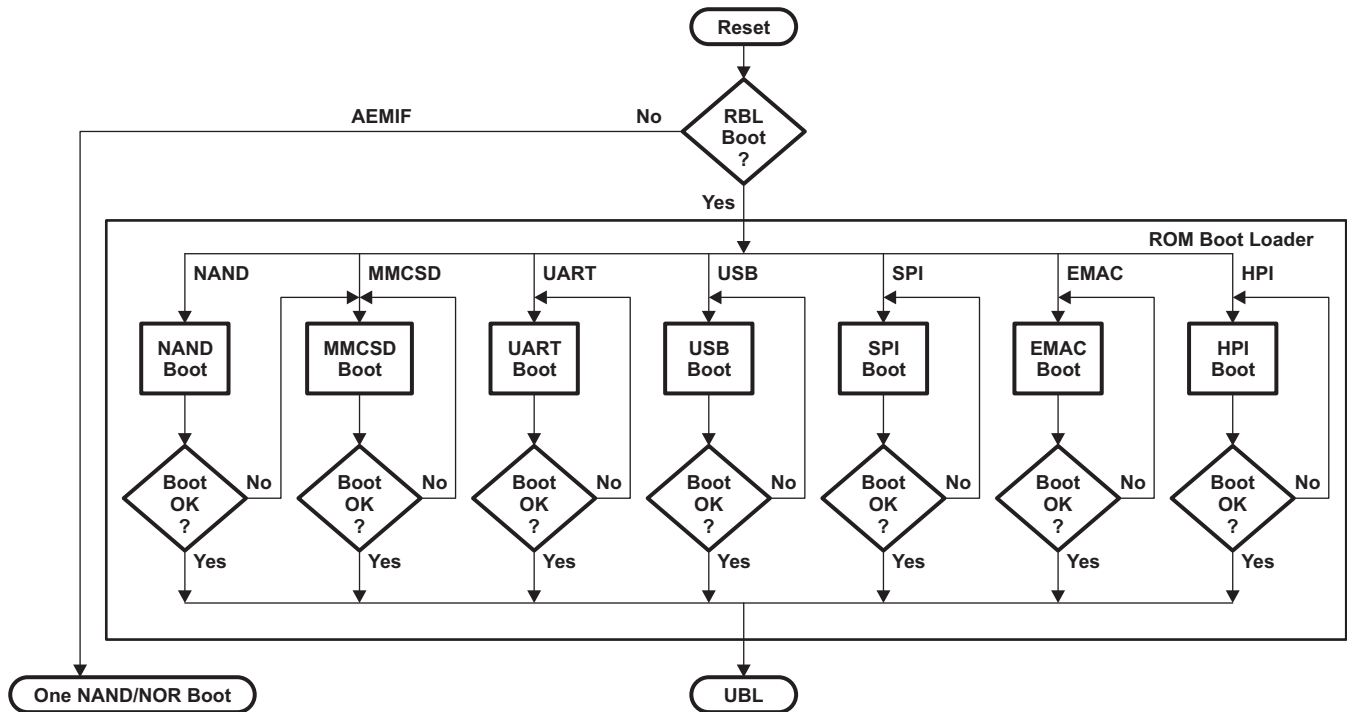 Reset
AEMIF
No
RBL
Boot
?
Yes
ROM Boot Loader
NAND
MMCSD
UART
USB
SPI
EMAC
HPI
NAND
Boot
MMCSD
Boot
UART
Boot
USB
Boot
SPI
Boot
EMAC
Boot
HPI
Boot
Boot
OK
?
No
Boot
OK
?
No
Boot
OK
?
No
Boot
OK
?
No
Boot
OK
?
No
Boot
OK
?
No
Boot
OK
?
No
Yes
Yes
Yes
Yes
Yes
Yes
Yes
One NAND/NOR Boot
UBL